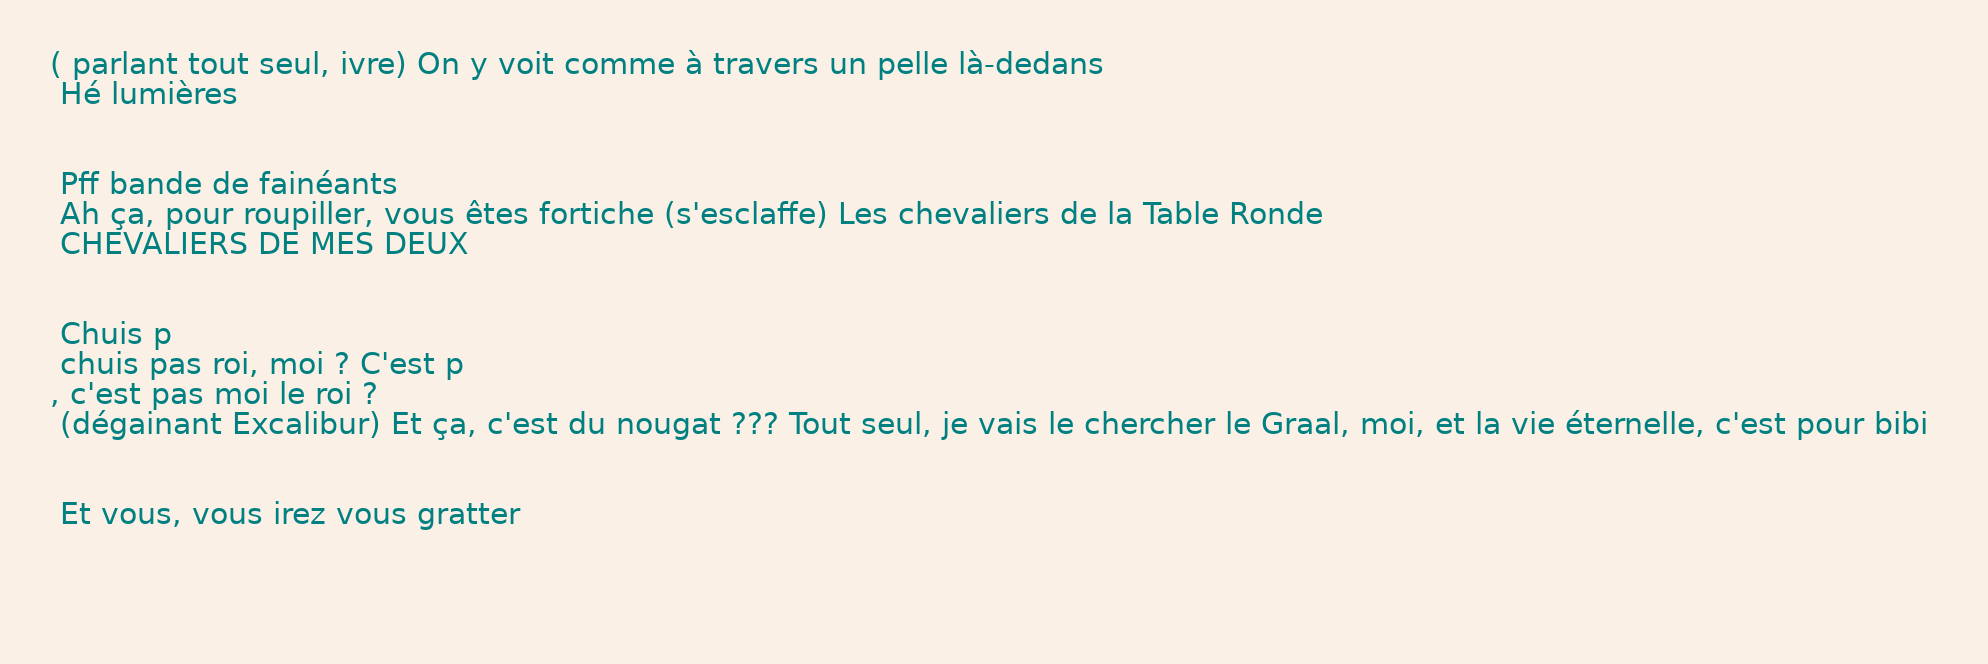 ( parlant tout seul, ivre) On y voit comme à travers un pelle là-dedans
Hé lumières
Pff bande de fainéants
Ah ça, pour roupiller, vous êtes fortiche (s'esclaffe) Les chevaliers de la Table Ronde
CHEVALIERS DE MES DEUX
Chuis p
chuis pas roi, moi ? C'est p
, c'est pas moi le roi ?
(dégainant Excalibur) Et ça, c'est du nougat ??? Tout seul, je vais le chercher le Graal, moi, et la vie éternelle, c'est pour bibi
Et vous, vous irez vous gratter